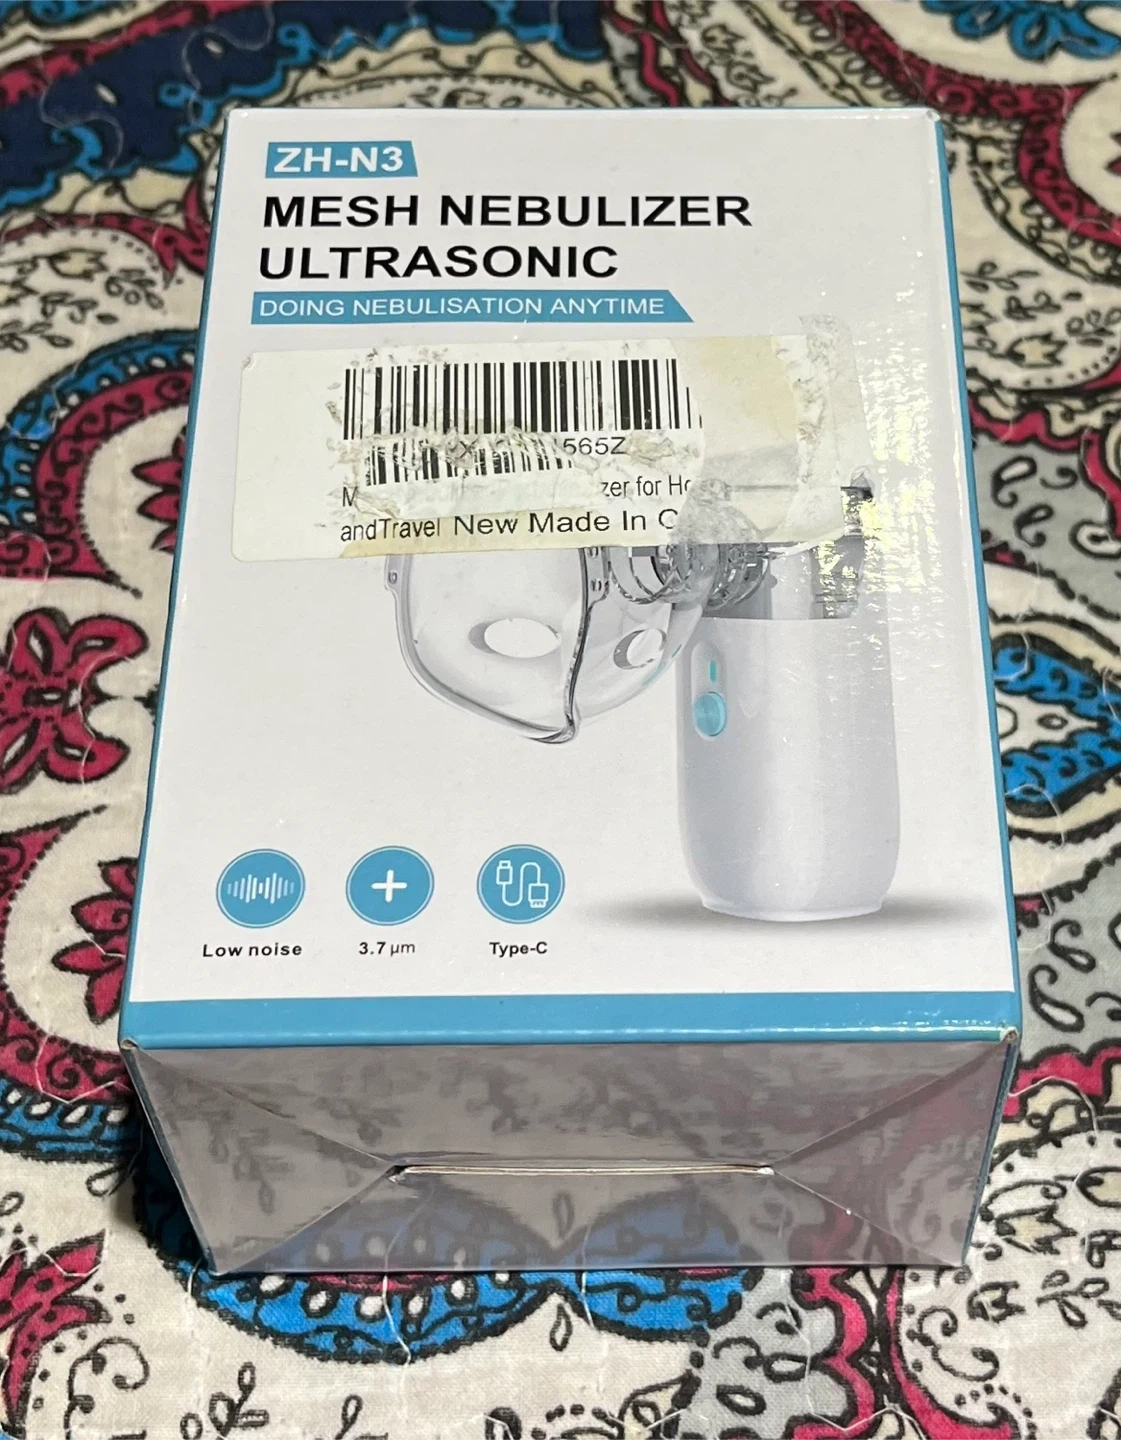 ZH-N3
MESH NEBULIZER
ULTRASONIC
DOING NEBULISATION ANYTIME
565Z
for
andTravel New Made In
Low noise
3.7 μm
Type-C